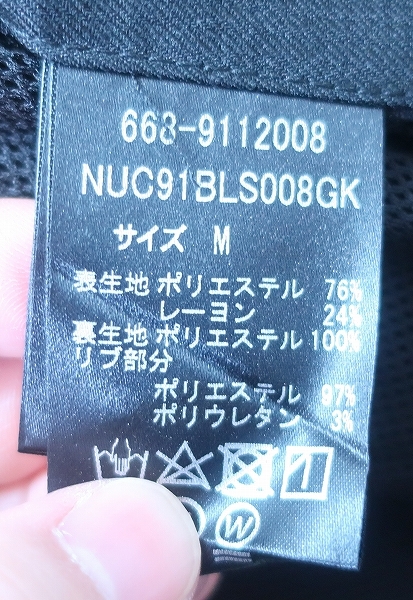 668-9112008
NUC91BLS008GK
サイズ M
表生地 ポリエステル 76%
レーヨン 24%
裏生地 ポリエステル 100%
リブ部分
ポリエステル 97%
ポリウレタン 3%
W